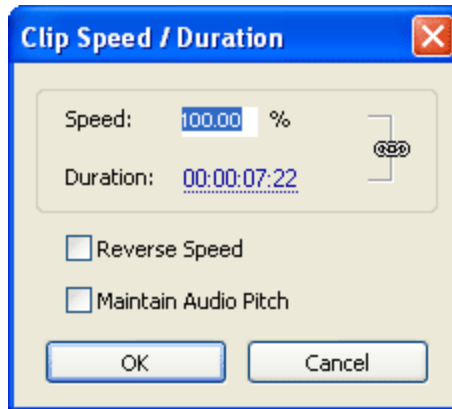 Clip Speed / Duration
Speed: 100.00 %
Duration: 00:00:07:22
Reverse Speed
Maintain Audio Pitch
OK Cancel